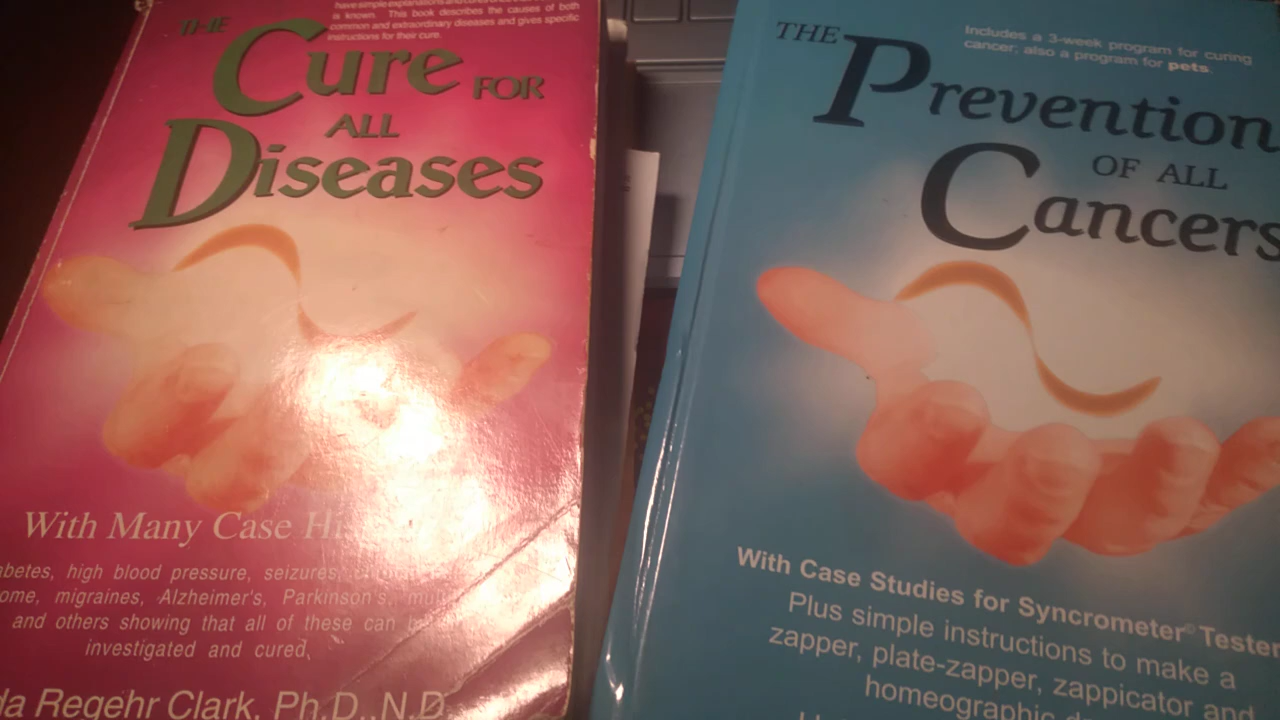 is known. This book describes the causes of both
common and extraordinary diseases and gives specific
instructions for their cure.
THE
Cure FOR
ALL
Diseases
With Many Case
high blood pressure, seizures,
migraines, Alzheimer's, Parkinson's,
and others showing that all of these can
investigated and cured.
Regehr Clark, Ph.D., N.D.
Includes a 3-week program for curing
cancer; also a program for pets.
THE
Prevention
OF ALL
Cancers
With Case Studies for Syncrometer® Testers
Plus simple instructions to make a
zapper, plate-zapper, zappicator and
homeographic